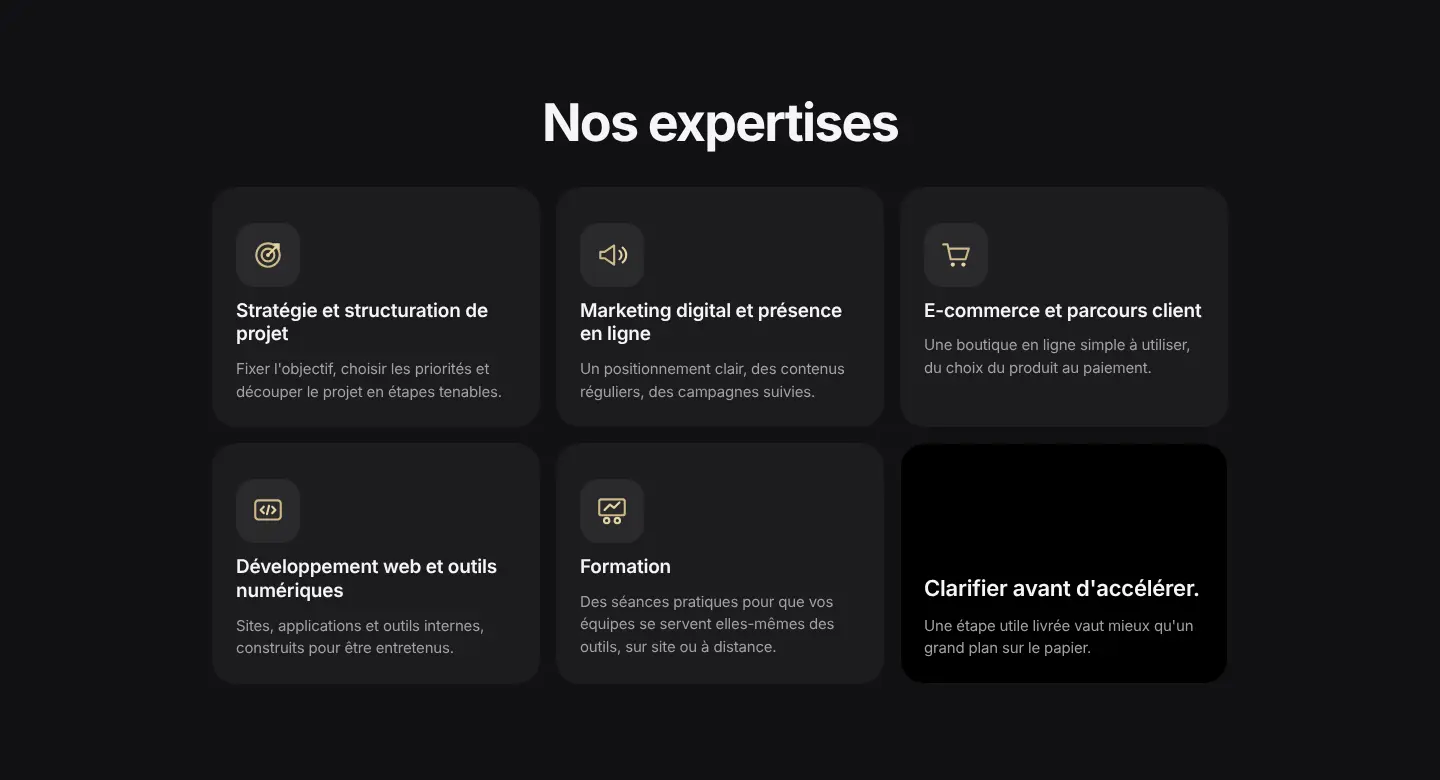 Nos expertises
Stratégie et structuration de
projet
Fixer l'objectif, choisir les priorités et
découper le projet en étapes tenables.
Marketing digital et présence
en ligne
Un positionnement clair, des contenus
réguliers, des campagnes suivies.
E-commerce et parcours client
Une boutique en ligne simple à utiliser,
du choix du produit au paiement.
Développement web et outils
numériques
Sites, applications et outils internes,
construits pour être entretenus.
Formation
Des séances pratiques pour que vos
équipes se servent elles-mêmes des
outils, sur site ou à distance.
Clarifier avant d'accélérer.
Une étape utile livrée vaut mieux qu'un
grand plan sur le papier.